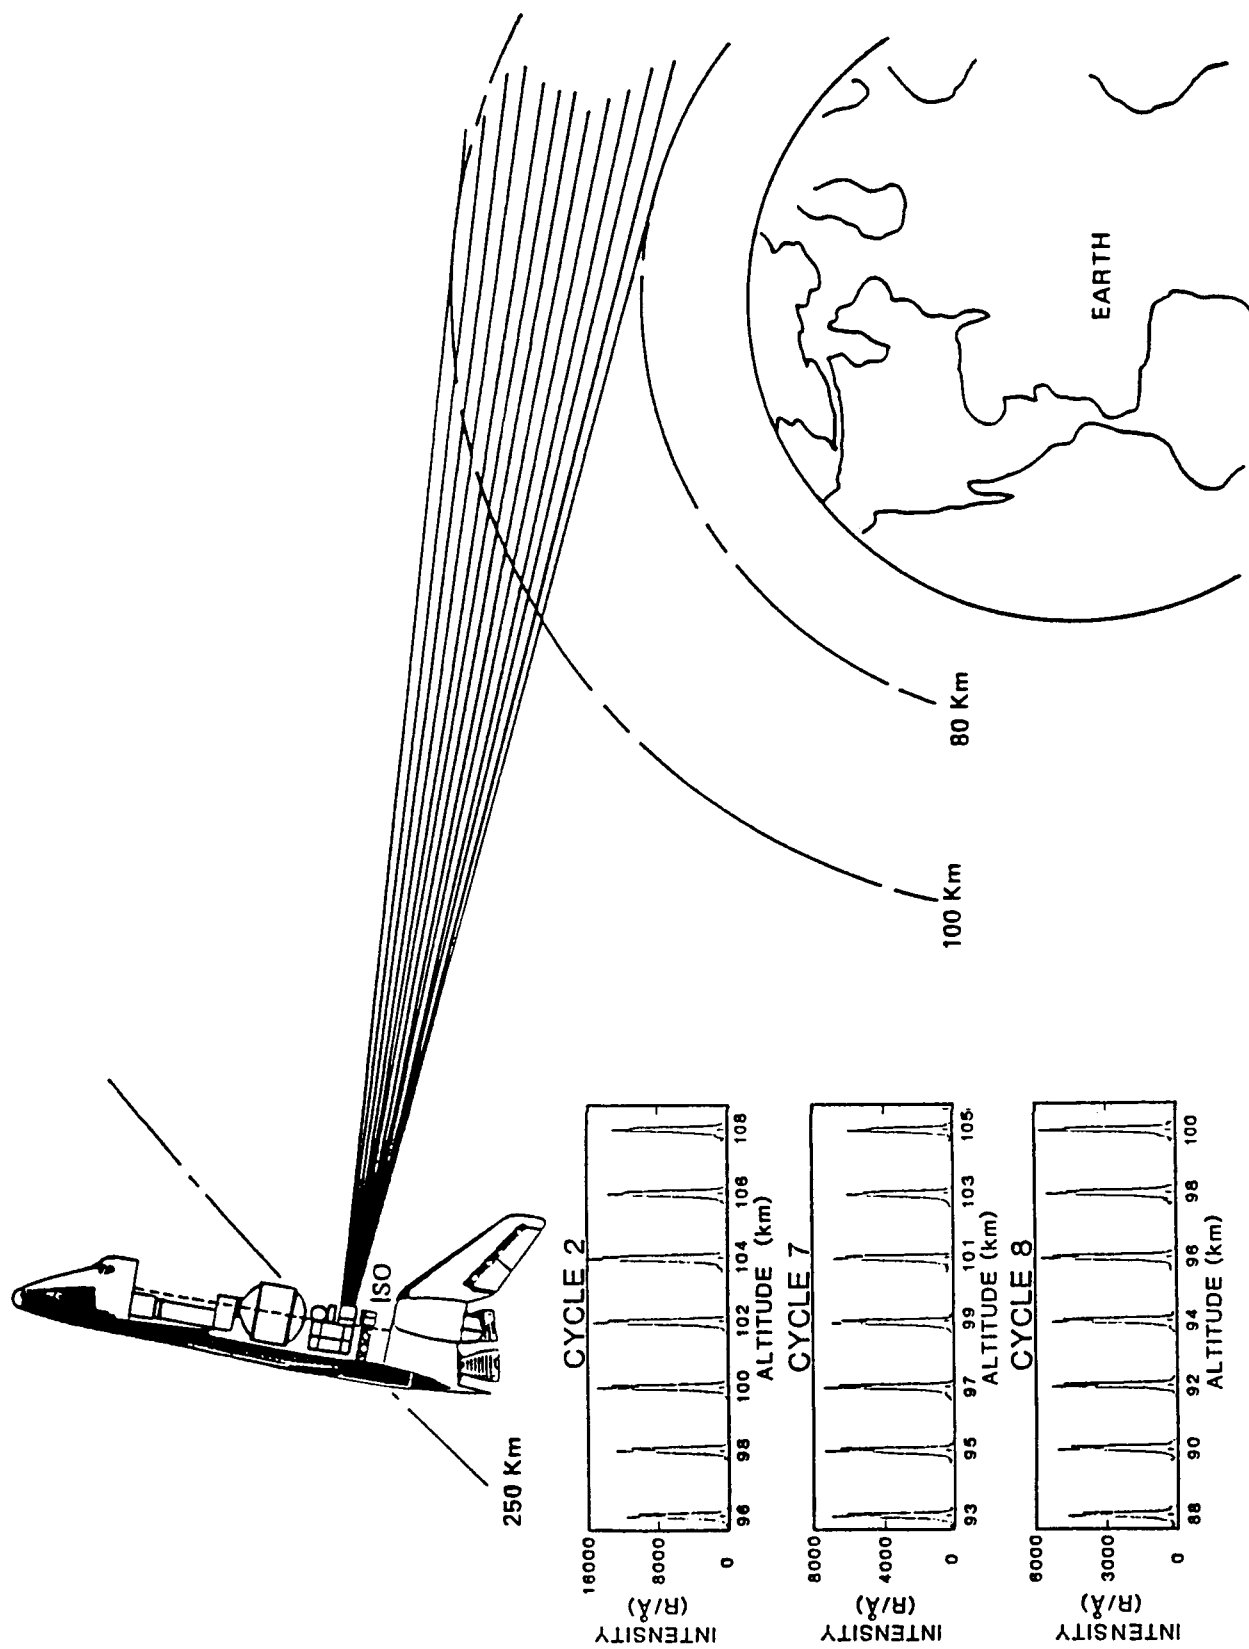 EARTH
80 Km
100 Km
250 Km
ISO
CYCLE 2
INTENSITY
(R/Å)
16000
8000
0
96 98 100 102 104 106 108
ALTITUDE (km)
CYCLE 7
INTENSITY
(R/Å)
8000
4000
0
93 95 97 99 101 103 105
ALTITUDE (km)
CYCLE 8
INTENSITY
(R/Å)
6000
3000
0
88 90 92 94 96 98 100
ALTITUDE (km)